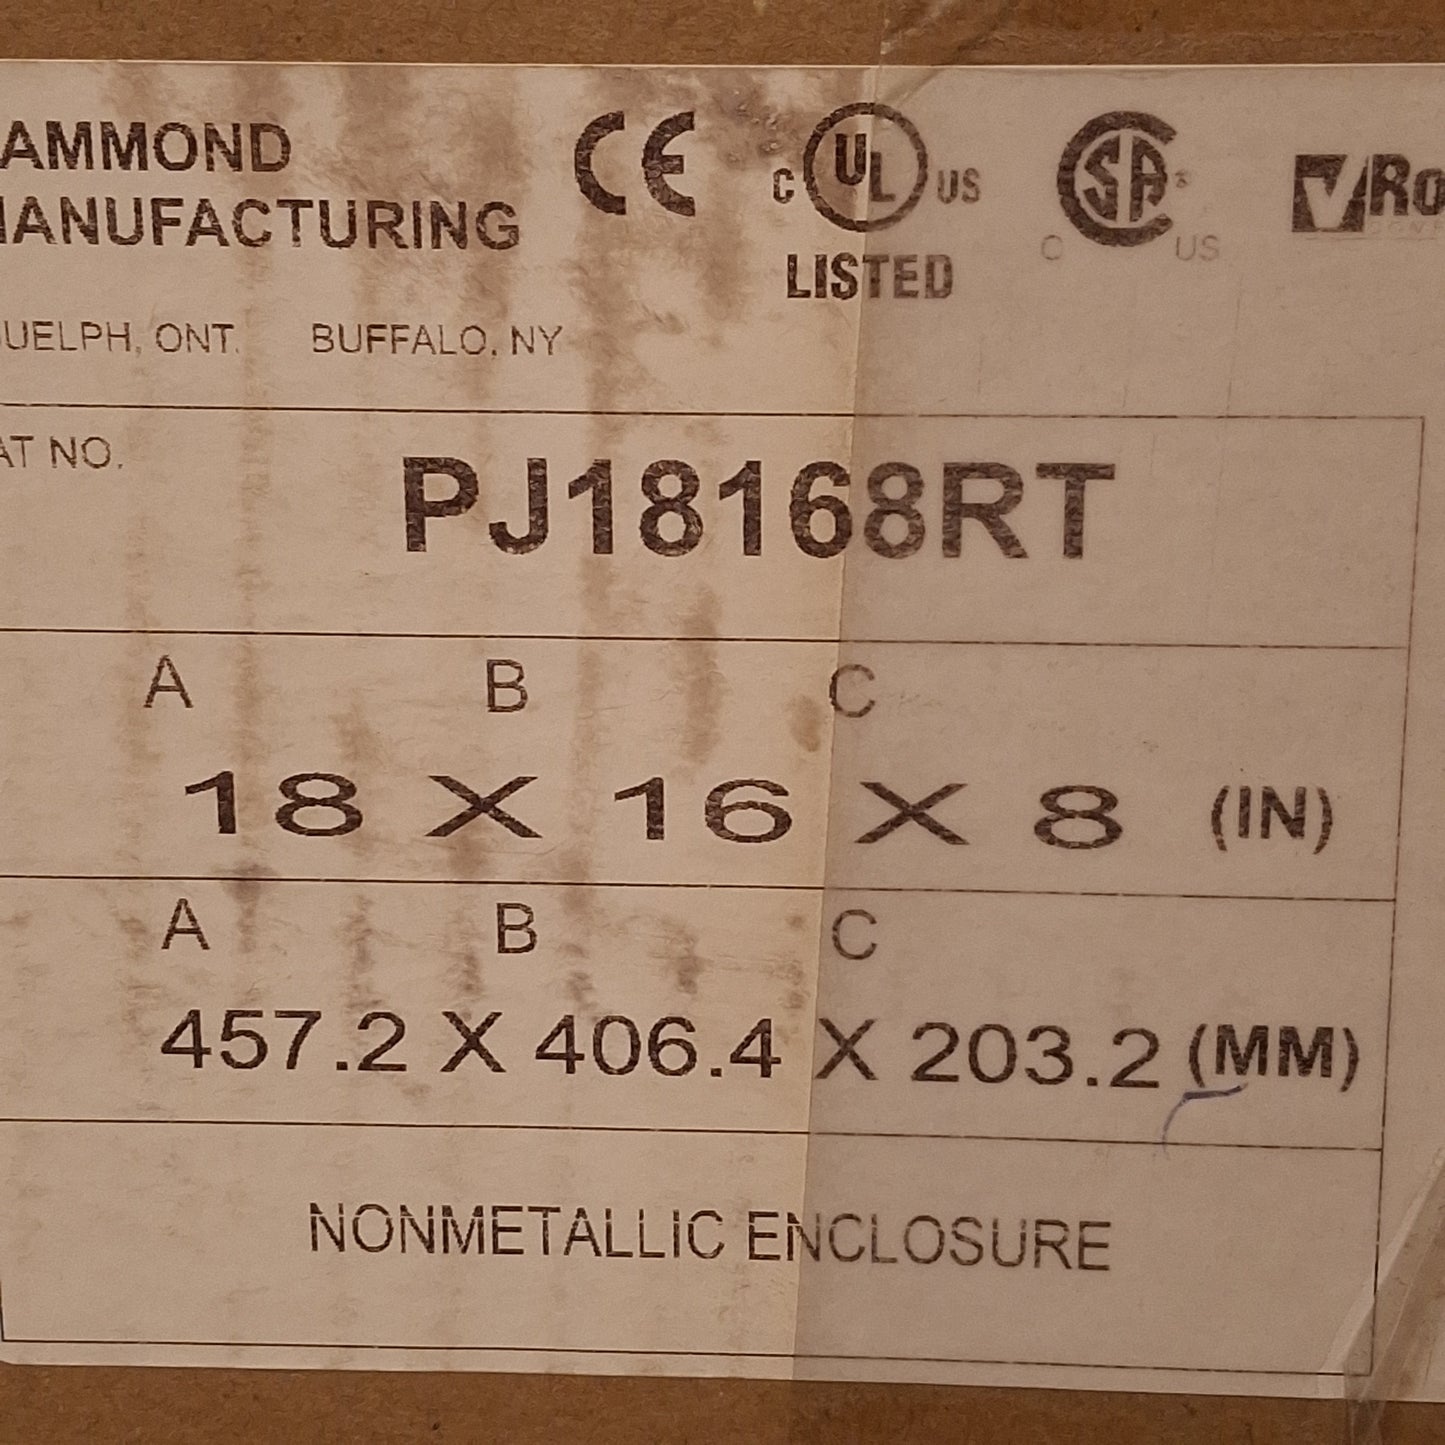 AMMOND
MANUFACTURING
CE
C UL US
LISTED
SA
US
UELPH, ONT. BUFFALO, NY
AT NO.
PJ18168RT
A B C
18 X 16 X 8 (IN)
A B C
457.2 X 406.4 X 203.2 (MM)
NONMETALLIC ENCLOSURE